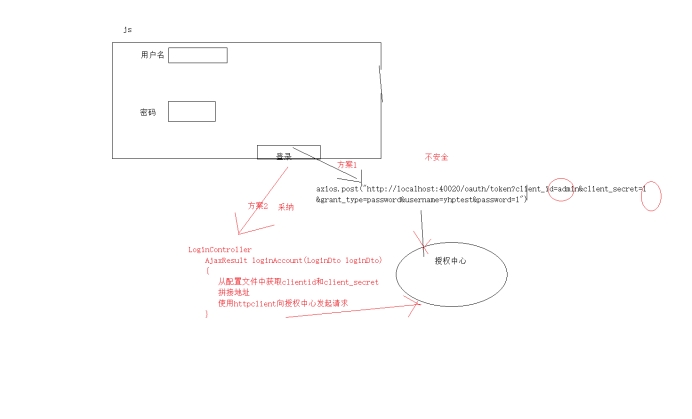 js
用户名
密码
登录
方案1
不安全
axios.post("http://localhost:40020/oauth/token?client_id=admin&client_secret=1
&grant_type=password&username=yhptest&password=1")
方案2 采纳
LoginController
AjaxResult loginAccount(LoginDto loginDto)
{
从配置文件中获取clientid和client_secret
拼接地址
使用httpclient向授权中心发起请求
}
授权中心